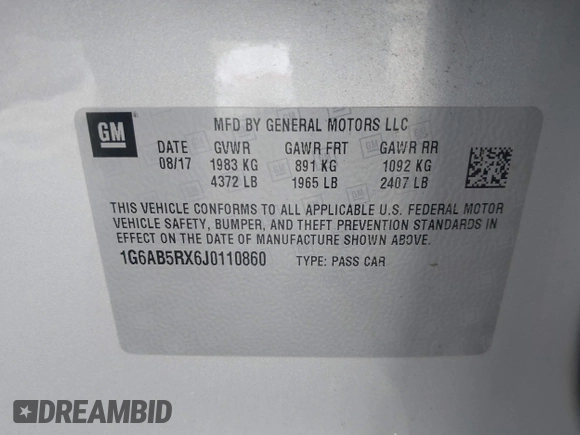 GM
MFD BY GENERAL MOTORS LLC
DATE GVWR GAWR FRT GAWR RR
08/17 1983 KG 891 KG 1092 KG
4372 LB 1965 LB 2407 LB
THIS VEHICLE CONFORMS TO ALL APPLICABLE U.S. FEDERAL MOTOR
VEHICLE SAFETY, BUMPER, AND THEFT PREVENTION STANDARDS IN
EFFECT ON THE DATE OF MANUFACTURE SHOWN ABOVE.
1G6AB5RX6J0110860 TYPE: PASS CAR
DREAMBID